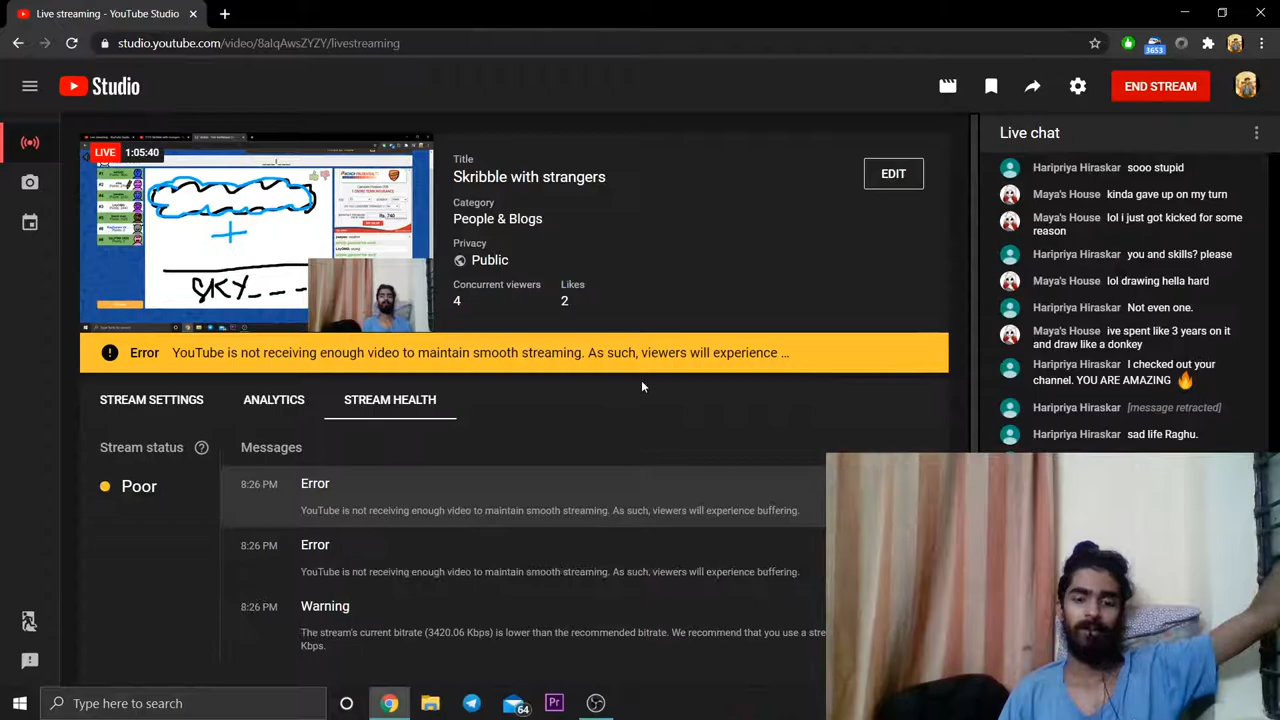 Live streaming - YouTube Studio
studio.youtube.com/video/8alqAwsZYZY/livestreaming
3653
Studio
END STREAM
LIVE 1:05:40
SKY
Title
Skribble with strangers
Category
People & Blogs
Privacy
Public
Concurrent viewers
4
Likes
2
EDIT
Error YouTube is not receiving enough video to maintain smooth streaming. As such, viewers will experience ...
STREAM SETTINGS
ANALYTICS
STREAM HEALTH
Stream status
Poor
Messages
8:26 PM Error
YouTube is not receiving enough video to maintain smooth streaming. As such, viewers will experience buffering.
8:26 PM Error
YouTube is not receiving enough video to maintain smooth streaming. As such, viewers will experience buffering.
8:26 PM Warning
The stream's current bitrate (3420.06 Kbps) is lower than the recommended bitrate. We recommend that you use a stre
Kbps.
Live chat
Haripriya Hiraskar sooo stupid
Maya's House kinda gave up on my turn
Maya's House lol i just got kicked for some
reason
Haripriya Hiraskar you and skills? please
Maya's House lol drawing hella hard
Haripriya Hiraskar Not even one.
Maya's House ive spent like 3 years on it
and draw like a donkey
Haripriya Hiraskar I checked out your
channel. YOU ARE AMAZING 🔥
Haripriya Hiraskar [message retracted]
Haripriya Hiraskar sad life Raghu.
Type here to search
64
Pr